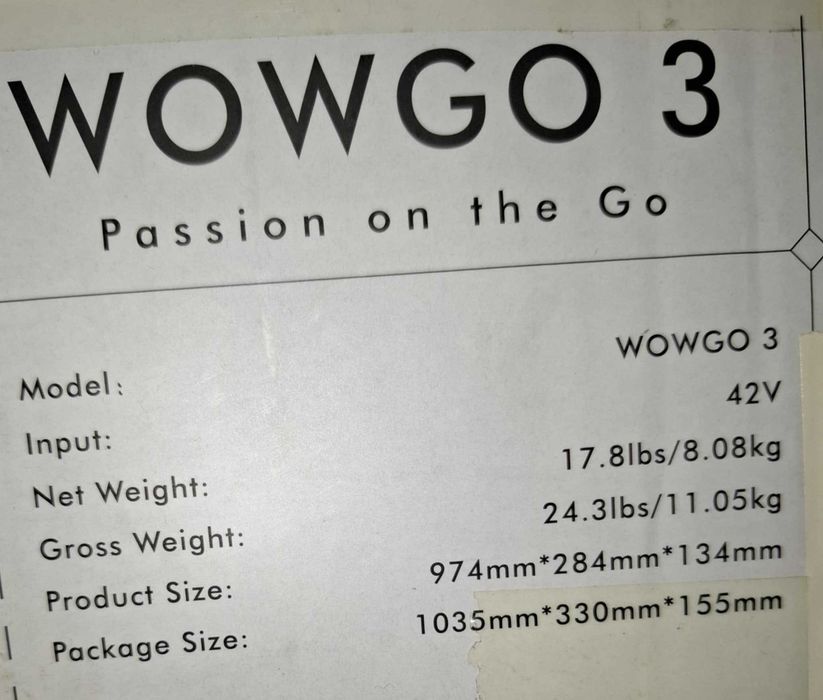 WOWGO 3
Passion on the Go
Model: WOWGO 3
Input: 42V
Net Weight: 17.8lbs/8.08kg
Gross Weight: 24.3lbs/11.05kg
Product Size: 974mm*284mm*134mm
Package Size: 1035mm*330mm*155mm